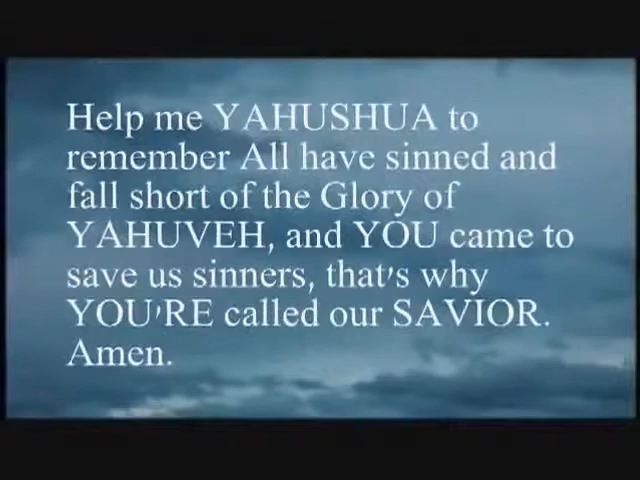 Help me YAHUSHUA to
remember All have sinned and
fall short of the Glory of
YAHUVEH, and YOU came to
save us sinners, that's why
YOU'RE called our SAVIOR.
Amen.